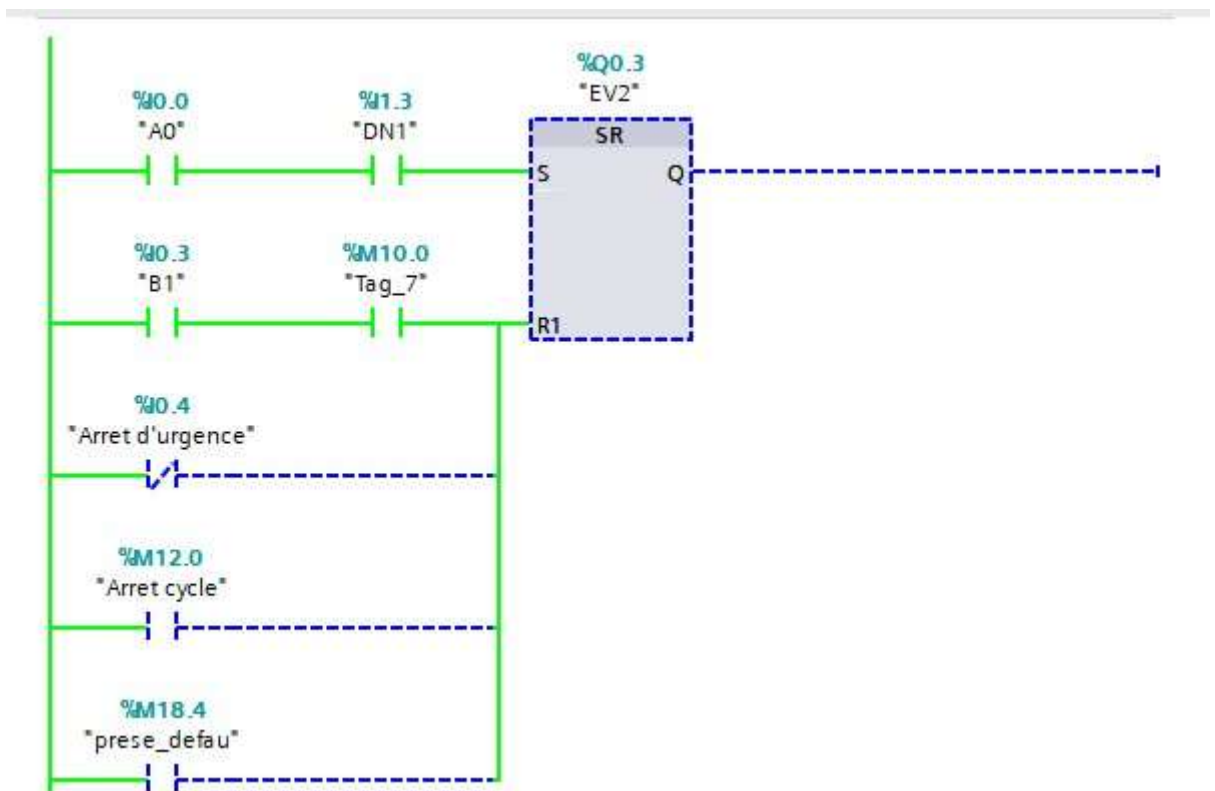 %Q0.3
"EV2"
%I0.0
%I1.3
"A0"
"DN1"
SR
S
Q
%I0.3
%M10.0
"B1"
"Tag_7"
R1
%I0.4
"Arret d'urgence"
%M12.0
"Arret cycle"
%M18.4
"prese_defau"